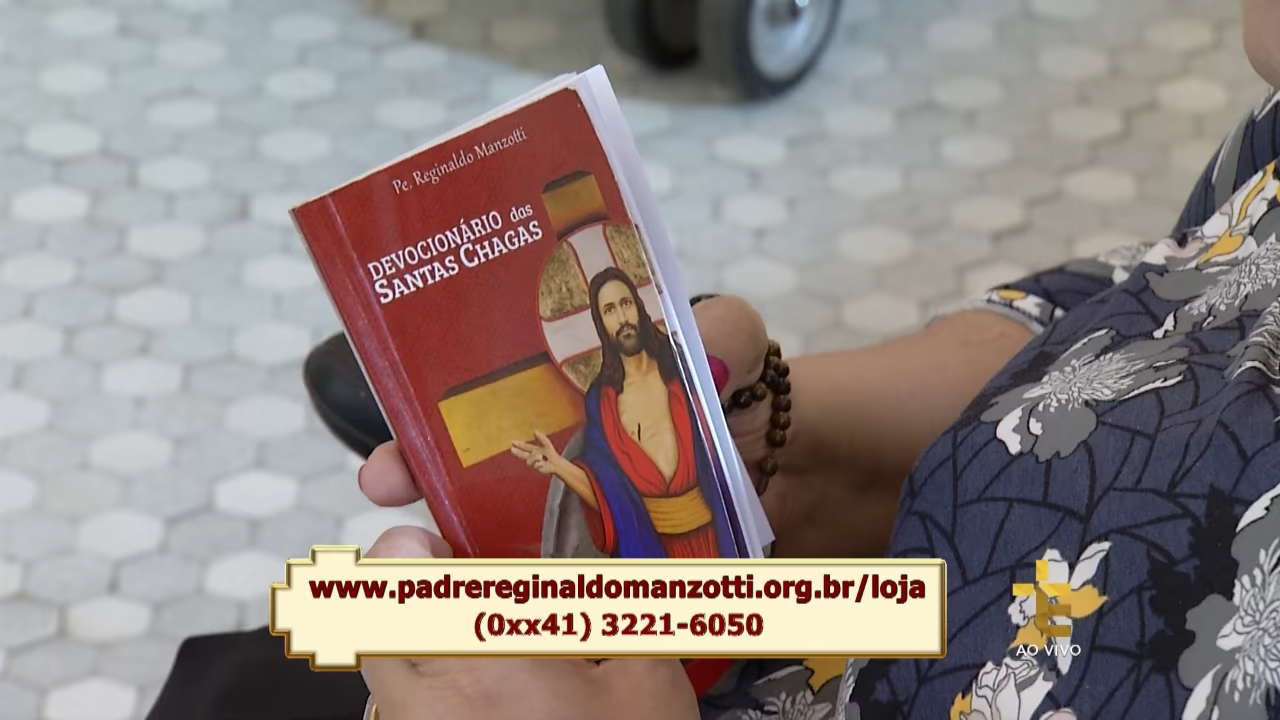 Pe. Reginaldo Manzotti
DEVOCIONÁRIO das
SANTAS CHAGAS
www.padrereginaldomanzotti.org.br/loja
(0xx41) 3221-6050
AO VIVO